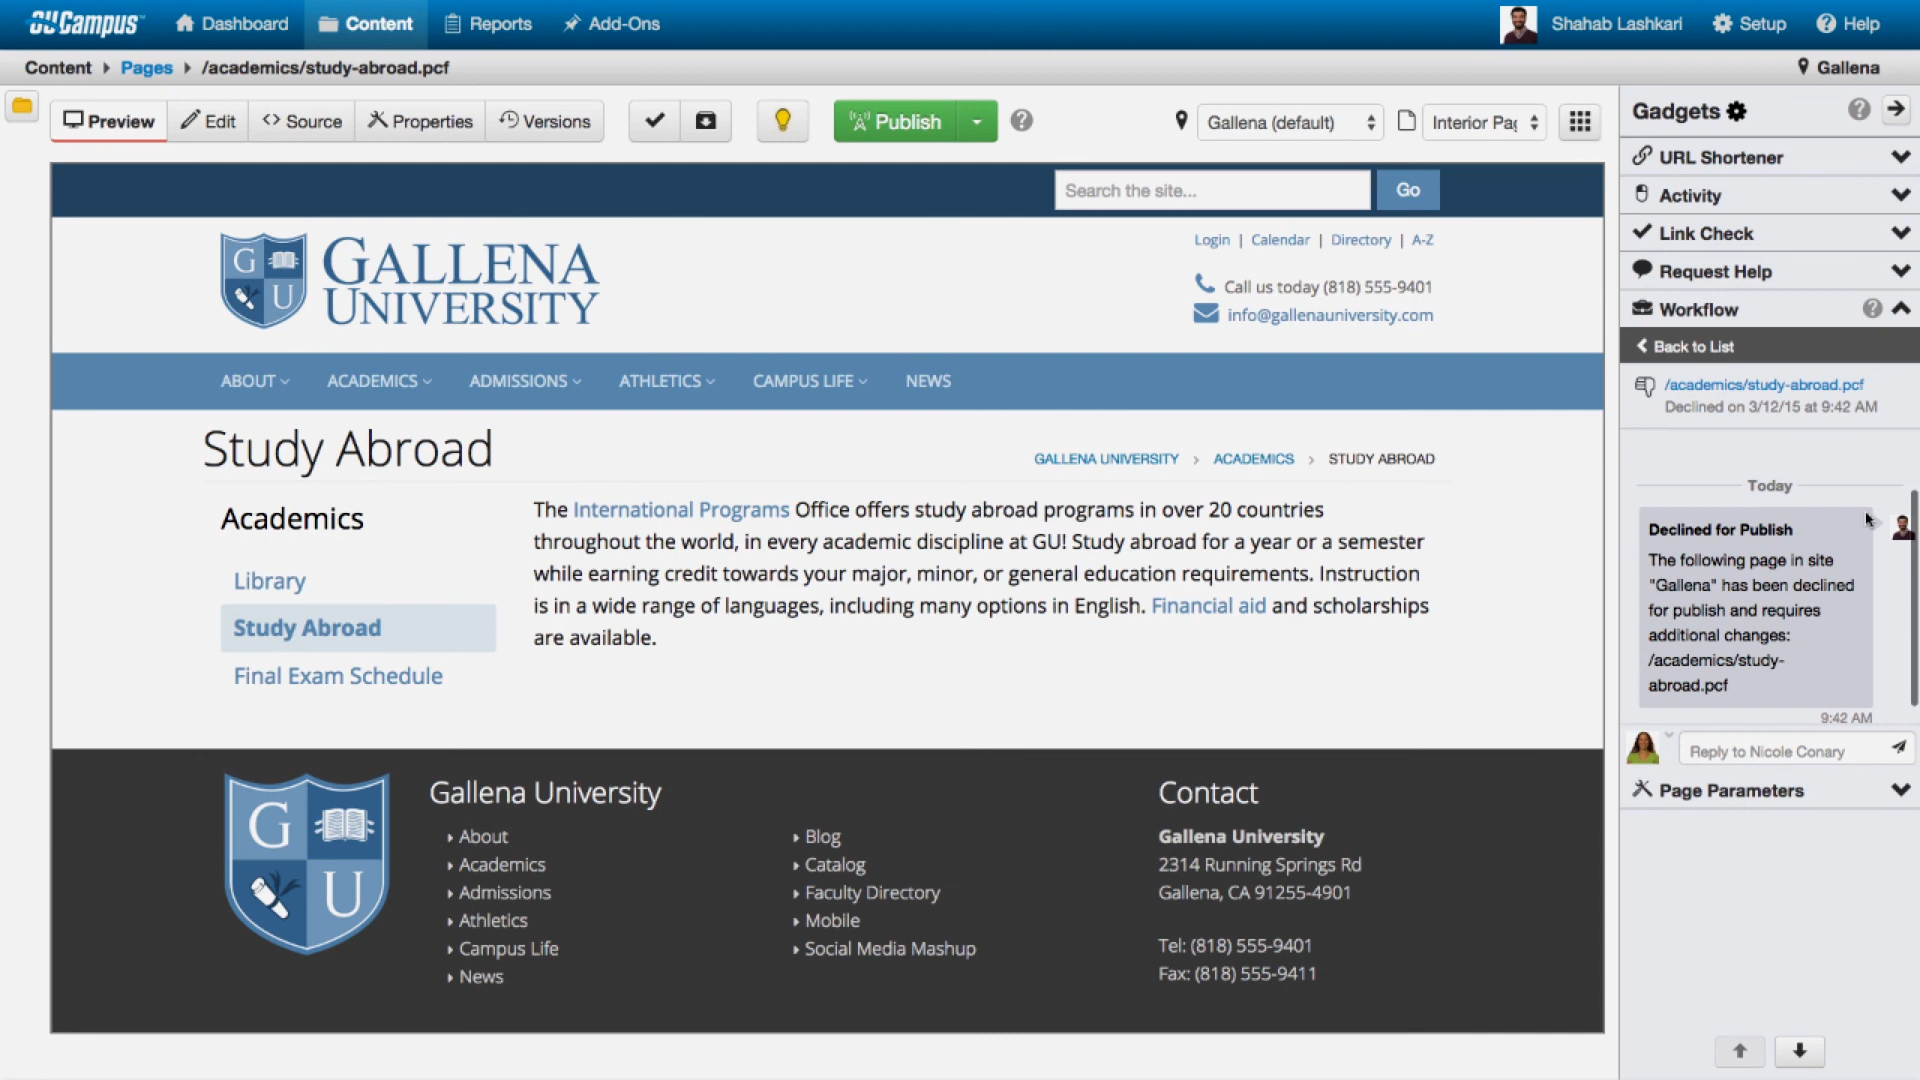 OU Campus
Dashboard
Content
Reports
Add-Ons
Shahab Lashkari
Setup
Help
Content
Pages
/academics/study-abroad.pcf
Gallena
Preview
Edit
Source
Properties
Versions
Publish
Gallena (default)
Interior Pag
Gadgets
URL Shortener
Activity
Link Check
Request Help
Workflow
Back to List
/academics/study-abroad.pcf
Declined on 3/12/15 at 9:42 AM
Today
Declined for Publish
The following page in site
"Gallena" has been declined
for publish and requires
additional changes:
/academics/study-
abroad.pcf
9:42 AM
Reply to Nicole Conary
Page Parameters
Search the site...
Go
G
U
GALLENA
UNIVERSITY
Login | Calendar | Directory | A-Z
Call us today (818) 555-9401
info@gallenauniversity.com
ABOUT
ACADEMICS
ADMISSIONS
ATHLETICS
CAMPUS LIFE
NEWS
Study Abroad
GALLENA UNIVERSITY > ACADEMICS > STUDY ABROAD
Academics
Library
Study Abroad
Final Exam Schedule
The International Programs Office offers study abroad programs in over 20 countries
throughout the world, in every academic discipline at GU! Study abroad for a year or a semester
while earning credit towards your major, minor, or general education requirements. Instruction
is in a wide range of languages, including many options in English. Financial aid and scholarships
are available.
G
U
Gallena University
About
Academics
Admissions
Athletics
Campus Life
News
Blog
Catalog
Faculty Directory
Mobile
Social Media Mashup
Contact
Gallena University
2314 Running Springs Rd
Gallena, CA 91255-4901
Tel: (818) 555-9401
Fax: (818) 555-9411